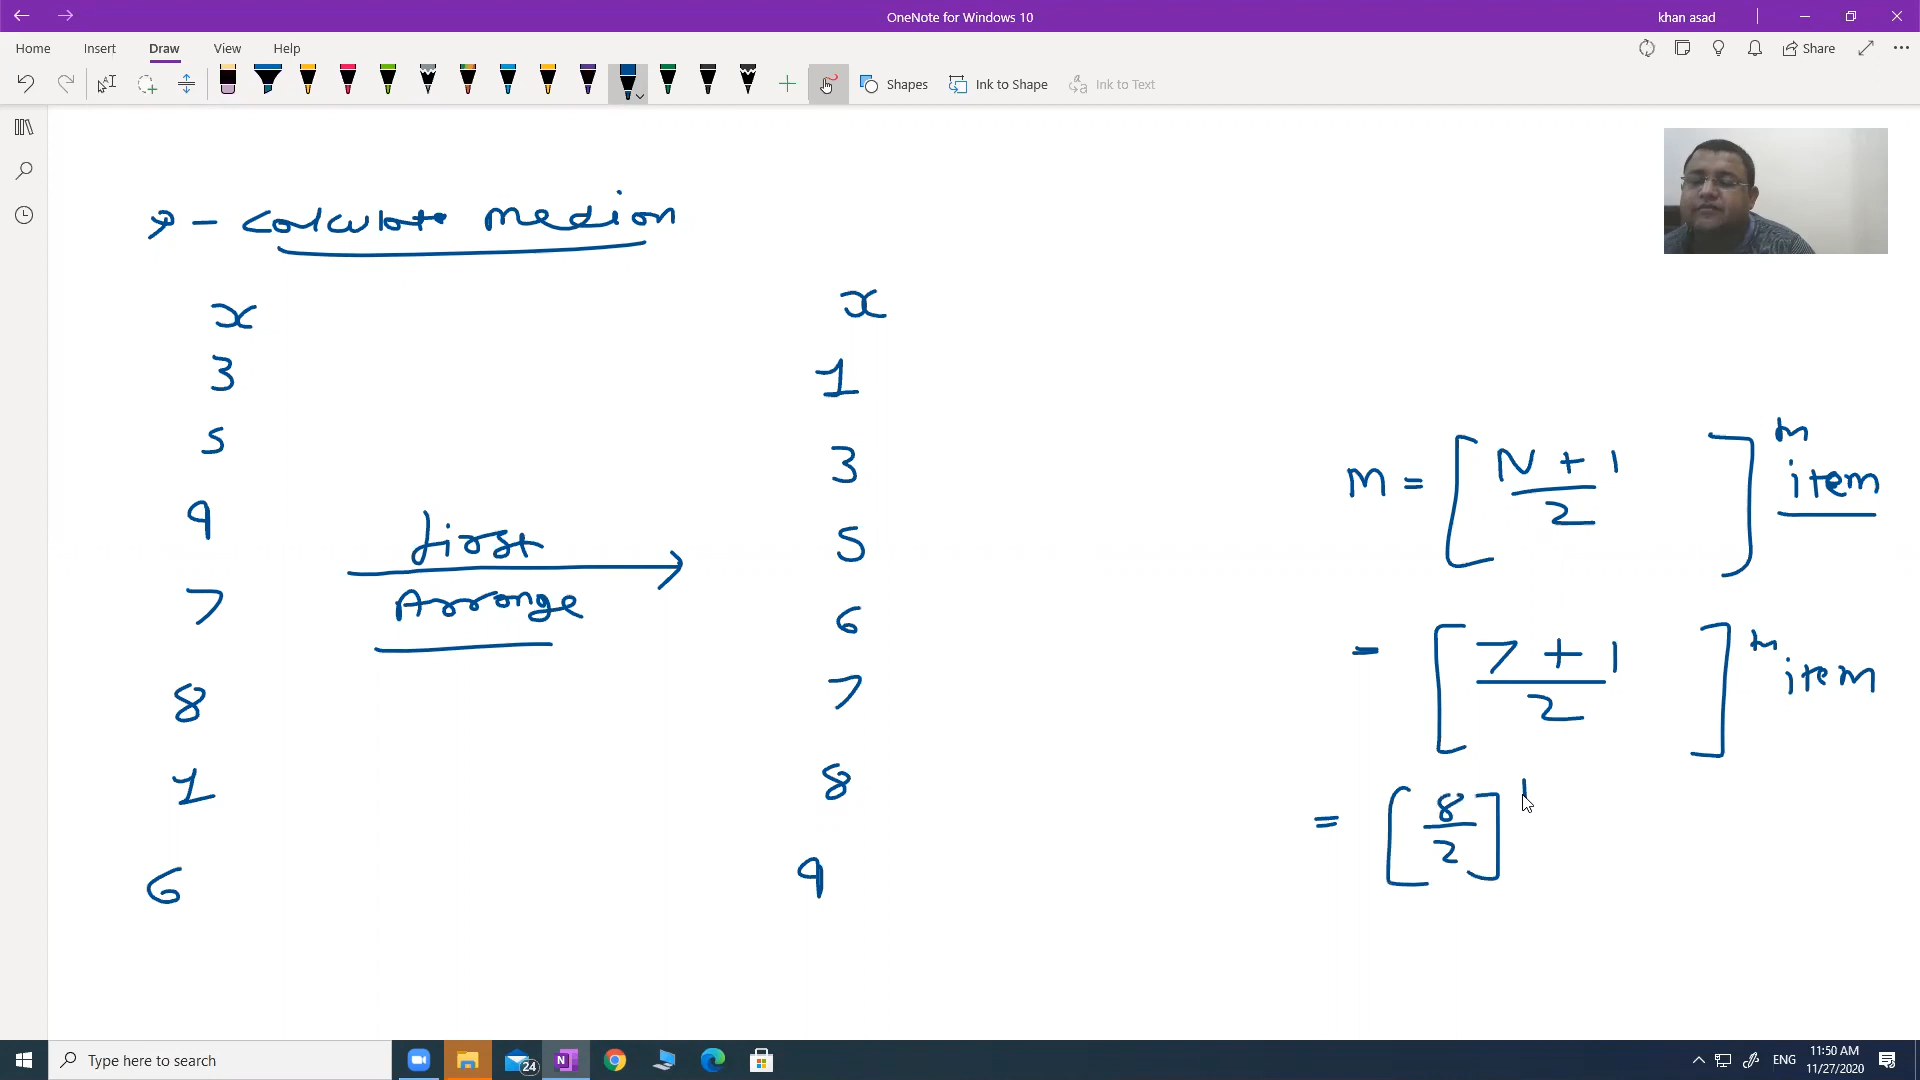 OneNote for Windows 10
khan asad
Home Insert Draw View Help
Share
Shapes
Ink to Shape
Ink to Text
Calculate median
x
3
5
9
7
8
1
6
first
Arrange
x
1
3
5
6
7
8
9
M = [N + 1 / 2] th item
= [7 + 1 / 2] th item
= [8 / 2]
Type here to search
24
N
ENG
11:50 AM
11/27/2020